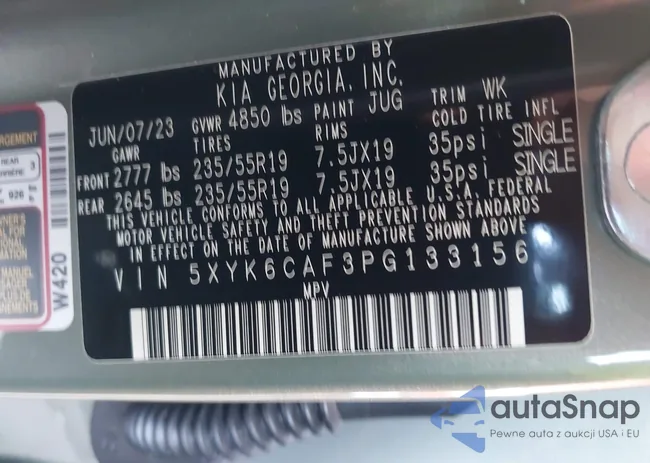 MANUFACTURED BY
KIA GEORGIA, INC.
JUN/07/23 GVWR 4850 lbs PAINT JUG TRIM WK
GAWR TIRES RIMS COLD TIRE INFL
FRONT 2777 lbs 235/55R19 7.5JX19 35psi SINGLE
REAR 2645 lbs 235/55R19 7.5JX19 35psi SINGLE
THIS VEHICLE CONFORMS TO ALL APPLICABLE U.S.A. FEDERAL
MOTOR VEHICLE SAFETY AND THEFT PREVENTION STANDARDS
IN EFFECT ON THE DATE OF MANUFACTURE SHOWN ABOVE
VIN 5XYK6CAF3PG133156
MPV
W420
REAR 3
926
autaSnap
Pewne auta z aukcji USA i EU